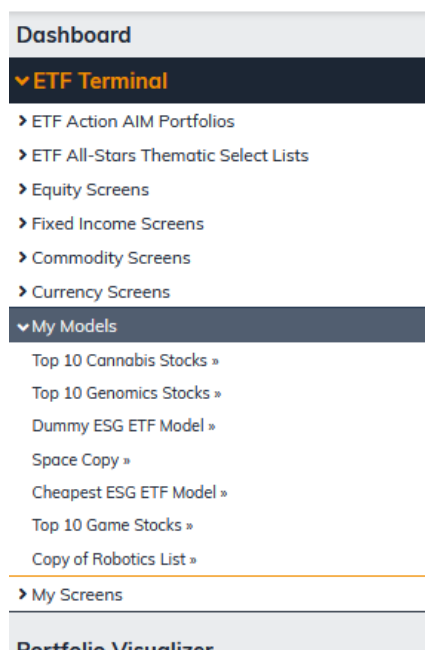 Dashboard
ETF Terminal
ETF Action AIM Portfolios
ETF All-Stars Thematic Select Lists
Equity Screens
Fixed Income Screens
Commodity Screens
Currency Screens
My Models
Top 10 Cannabis Stocks »
Top 10 Genomics Stocks »
Dummy ESG ETF Model »
Space Copy »
Cheapest ESG ETF Model »
Top 10 Game Stocks »
Copy of Robotics List »
My Screens
Portfolio Visualizer